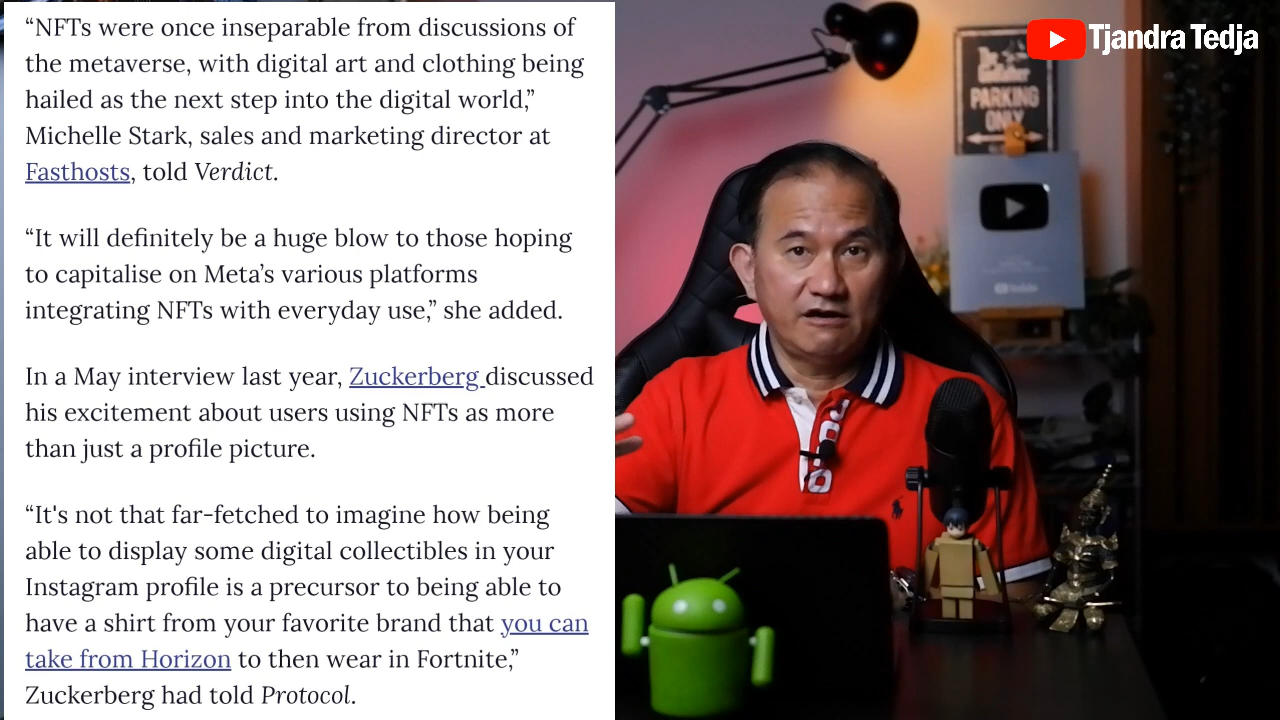 “NFTs were once inseparable from discussions of
the metaverse, with digital art and clothing being
hailed as the next step into the digital world,”
Michelle Stark, sales and marketing director at
Fasthosts, told Verdict.
“It will definitely be a huge blow to those hoping
to capitalise on Meta’s various platforms
integrating NFTs with everyday use,” she added.
In a May interview last year, Zuckerberg discussed
his excitement about users using NFTs as more
than just a profile picture.
“It's not that far-fetched to imagine how being
able to display some digital collectibles in your
Instagram profile is a precursor to being able to
have a shirt from your favorite brand that you can
take from Horizon to then wear in Fortnite,”
Zuckerberg had told Protocol.
Tjandra Tedja
The
Godfather
PARKING
ONLY
YouTube